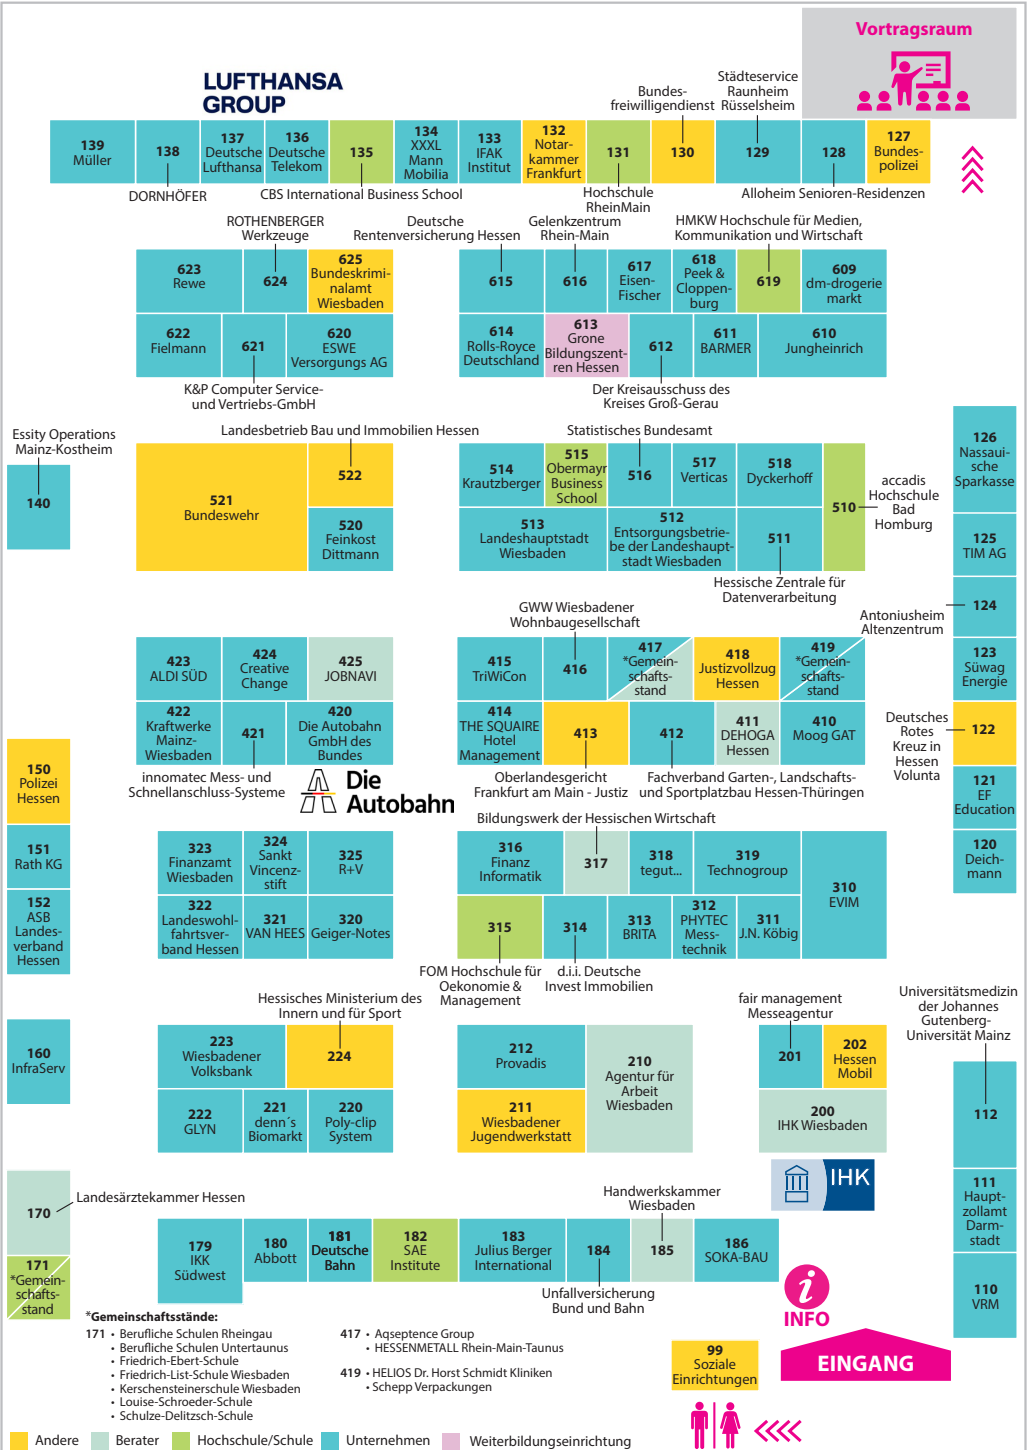 Vortragsraum
LUFTHANSA
GROUP
Bundes-
freiwilligendienst
Städteservice
Raunheim
Rüsselsheim
139
Müller
138
137
Deutsche
Lufthansa
136
Deutsche
Telekom
135
134
XXXL
Mann
Mobilia
133
IFAK
Institut
132
Notar-
kammer
Frankfurt
131
130
129
128
127
Bundes-
polizei
DORNHÖFER
CBS International Business School
Hochschule
RheinMain
Alloheim Senioren-Residenzen
ROTHENBERGER
Werkzeuge
Deutsche
Rentenversicherung Hessen
Gelenkzentrum
Rhein-Main
HMKW Hochschule für Medien,
Kommunikation und Wirtschaft
623
Rewe
624
625
Bundeskrimi-
nalamt
Wiesbaden
615
616
617
Eisen-
Fischer
618
Peek &
Cloppen-
burg
619
609
dm-drogerie
markt
622
Fielmann
621
620
ESWE
Versorgungs AG
614
Rolls-Royce
Deutschland
613
Grone
Bildungszent-
ren Hessen
612
611
BARMER
610
Jungheinrich
K&P Computer Service-
und Vertriebs-GmbH
Der Kreisausschuss des
Kreises Groß-Gerau
Essity Operations
Mainz-Kostheim
140
Landesbetrieb Bau und Immobilien Hessen
Statistisches Bundesamt
521
Bundeswehr
522
520
Feinkost
Dittmann
514
Krautzberger
515
Obermayr
Business
School
516
517
Verticas
518
Dyckerhoff
510
accadis
Hochschule
Bad
Homburg
513
Landeshauptstadt
Wiesbaden
512
Entsorgungsbetrie-
be der Landeshaupt-
stadt Wiesbaden
511
Hessische Zentrale für
Datenverarbeitung
126
Nassaui-
sche
Sparkasse
125
TIM AG
124
Antoniusheim
Altenzentrum
123
Süwag
Energie
122
Deutsches
Rotes
Kreuz in
Hessen
Volunta
121
EF
Education
120
Deich-
mann
GWW Wiesbadener
Wohnbaugesellschaft
423
ALDI SÜD
424
Creative
Change
425
JOBNAVI
415
TriWiCon
416
417
*Gemein-
schafts-
stand
418
Justizvollzug
Hessen
419
*Gemein-
schafts-
stand
422
Kraftwerke
Mainz-
Wiesbaden
421
420
Die Autobahn
GmbH des
Bundes
414
THE SQUAIRE
Hotel
Management
413
412
411
DEHOGA
Hessen
410
Moog GAT
innomatec Mess- und
Schnellanschluss-Systeme
Die
Autobahn
Oberlandesgericht
Frankfurt am Main - Justiz
Fachverband Garten-, Landschafts-
und Sportplatzbau Hessen-Thüringen
150
Polizei
Hessen
151
Rath KG
152
ASB
Landes-
verband
Hessen
Bildungswerk der Hessischen Wirtschaft
323
Finanzamt
Wiesbaden
324
Sankt
Vincenz-
stift
325
R+V
316
Finanz
Informatik
317
318
tegut...
319
Technogroup
310
EVIM
322
Landeswohl-
fahrtsver-
band Hessen
321
VAN HEES
320
Geiger-Notes
315
314
313
BRITA
312
PHYTEC
Mess-
technik
311
J.N. Köbig
FOM Hochschule für
Oekonomie &
Management
d.i.i. Deutsche
Invest Immobilien
160
InfraServ
Hessisches Ministerium des
Innern und für Sport
fair management
Messeagentur
Universitätsmedizin
der Johannes
Gutenberg-
Universität Mainz
223
Wiesbadener
Volksbank
224
212
Provadis
210
Agentur für
Arbeit
Wiesbaden
201
202
Hessen
Mobil
222
GLYN
221
denn´s
Biomarkt
220
Poly-clip
System
211
Wiesbadener
Jugendwerkstatt
200
IHK Wiesbaden
IHK
112
111
Haupt-
zollamt
Darm-
stadt
110
VRM
170
Landesärztekammer Hessen
171
*Gemein-
schafts-
stand
Handwerkskammer
Wiesbaden
179
IKK
Südwest
180
Abbott
181
Deutsche
Bahn
182
SAE
Institute
183
Julius Berger
International
184
185
186
SOKA-BAU
Unfallversicherung
Bund und Bahn
INFO
EINGANG
99
Soziale
Einrichtungen
*Gemeinschaftsstände:
171 • Berufliche Schulen Rheingau
• Berufliche Schulen Untertaunus
• Friedrich-Ebert-Schule
• Friedrich-List-Schule Wiesbaden
• Kerschensteinerschule Wiesbaden
• Louise-Schroeder-Schule
• Schulze-Delitzsch-Schule
417 • Aqseptence Group
• HESSENMETALL Rhein-Main-Taunus
419 • HELIOS Dr. Horst Schmidt Kliniken
• Schepp Verpackungen
Andere
Berater
Hochschule/Schule
Unternehmen
Weiterbildungseinrichtung